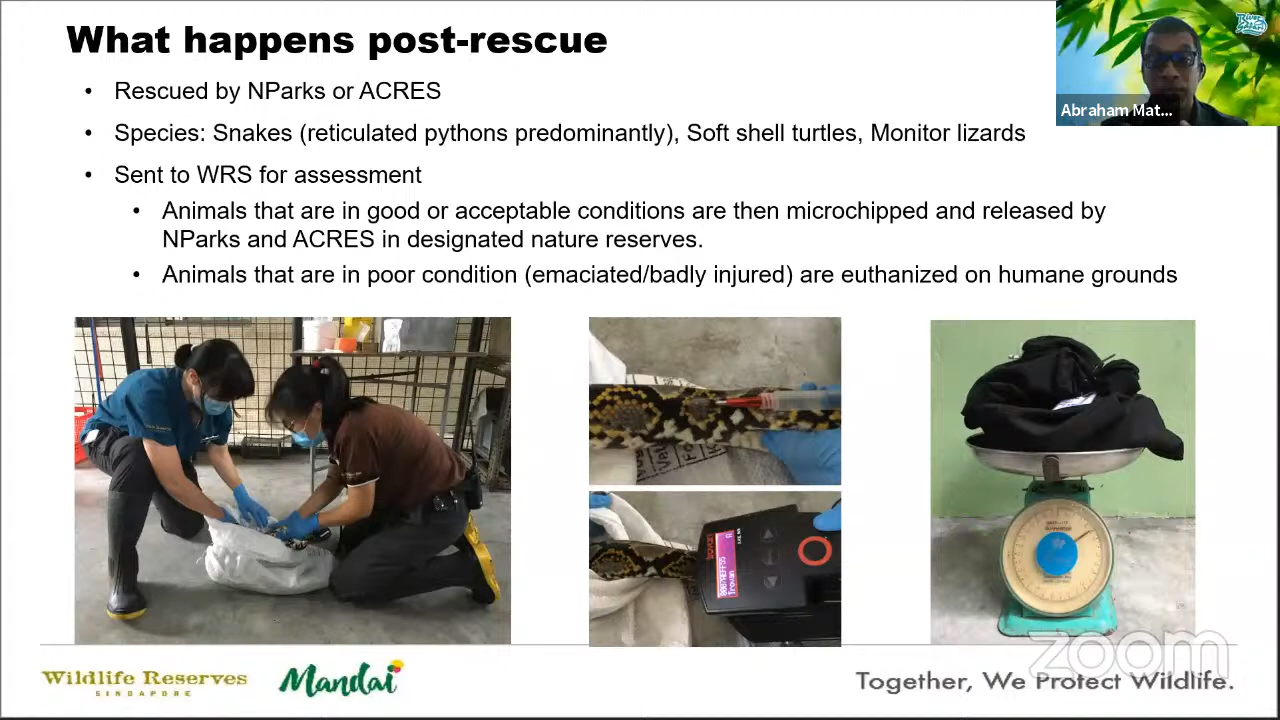 What happens post-rescue
Abraham Mat...
• Rescued by NParks or ACRES
• Species: Snakes (reticulated pythons predominantly), Soft shell turtles, Monitor lizards
• Sent to WRS for assessment
• Animals that are in good or acceptable conditions are then microchipped and released by
NParks and ACRES in designated nature reserves.
• Animals that are in poor condition (emaciated/badly injured) are euthanized on humane grounds
trovan
Trovan
zoom
Wildlife Reserves
SINGAPORE
Mandai
Together, We Protect Wildlife.